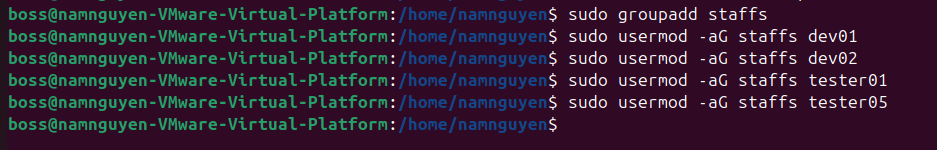 boss@namnguyen-VMware-Virtual-Platform:/home/namnguyen$ sudo groupadd staffs
boss@namnguyen-VMware-Virtual-Platform:/home/namnguyen$ sudo usermod -aG staffs dev01
boss@namnguyen-VMware-Virtual-Platform:/home/namnguyen$ sudo usermod -aG staffs dev02
boss@namnguyen-VMware-Virtual-Platform:/home/namnguyen$ sudo usermod -aG staffs tester01
boss@namnguyen-VMware-Virtual-Platform:/home/namnguyen$ sudo usermod -aG staffs tester05
boss@namnguyen-VMware-Virtual-Platform:/home/namnguyen$